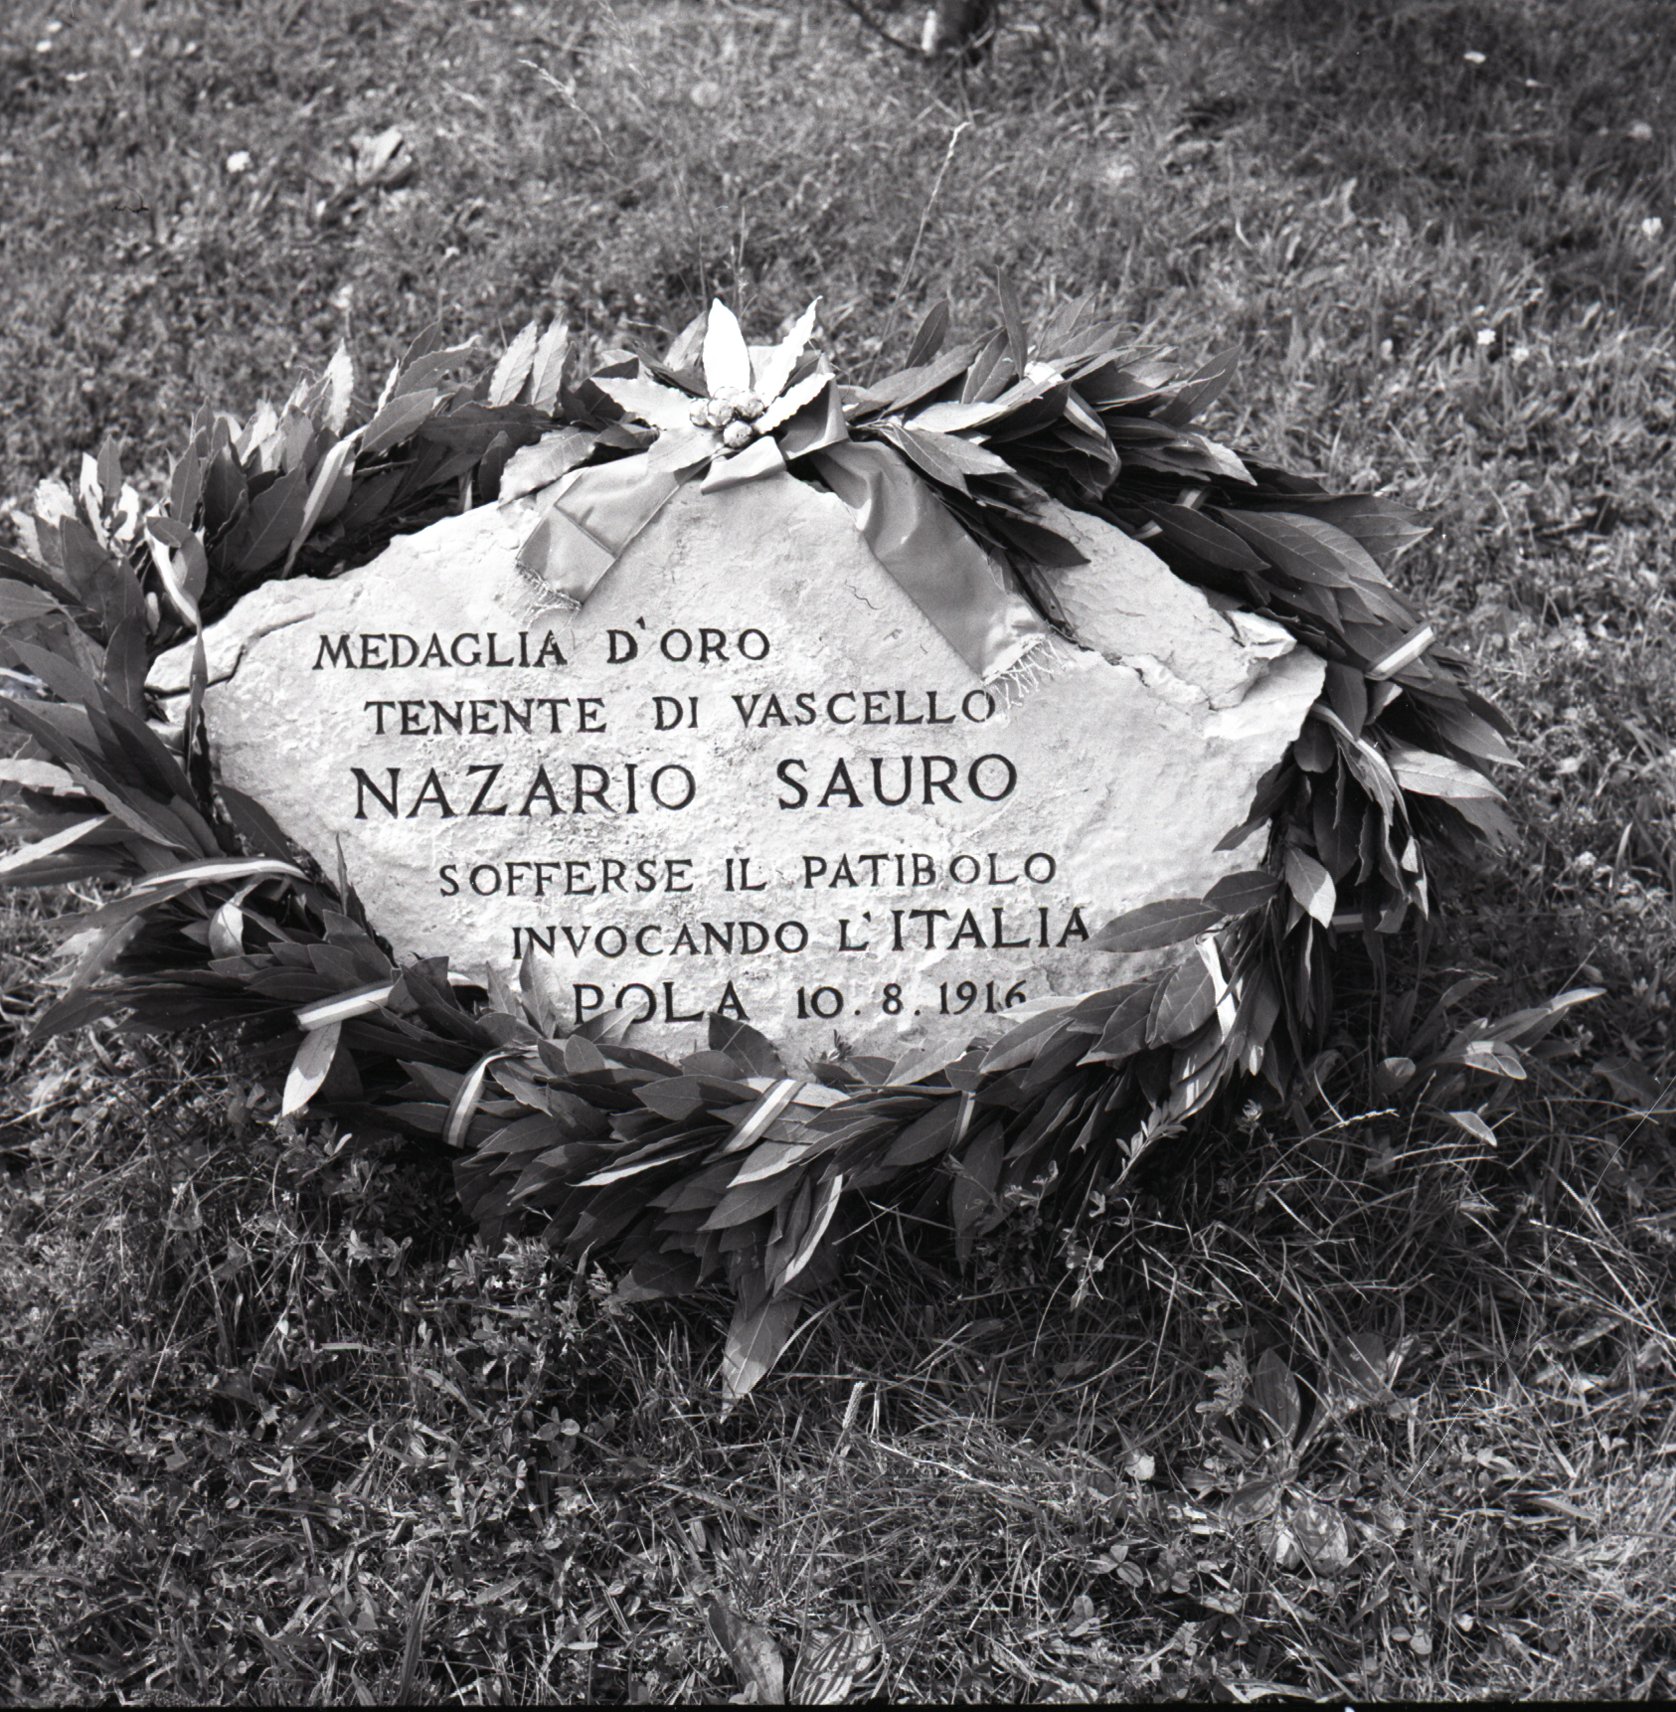 MEDAGLIA D'ORO
TENENTE DI VASCELLO
NAZARIO SAURO
SOFFERSE IL PATIBOLO
INVOCANDO L'ITALIA
POLA 10.8.1916